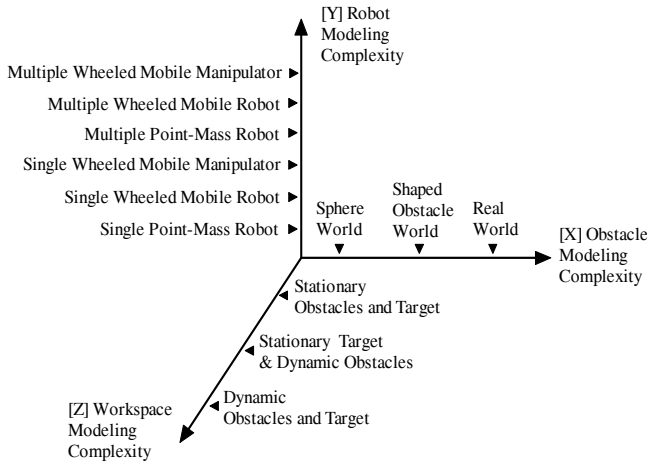 [Y] Robot
Modeling
Complexity
Multiple Wheeled Mobile Manipulator
Multiple Wheeled Mobile Robot
Multiple Point-Mass Robot
Single Wheeled Mobile Manipulator
Single Wheeled Mobile Robot
Single Point-Mass Robot
Sphere
World
Shaped
Obstacle
World
Real
World
[X] Obstacle
Modeling
Complexity
Stationary
Obstacles and Target
Stationary Target
& Dynamic Obstacles
Dynamic
Obstacles and Target
[Z] Workspace
Modeling
Complexity